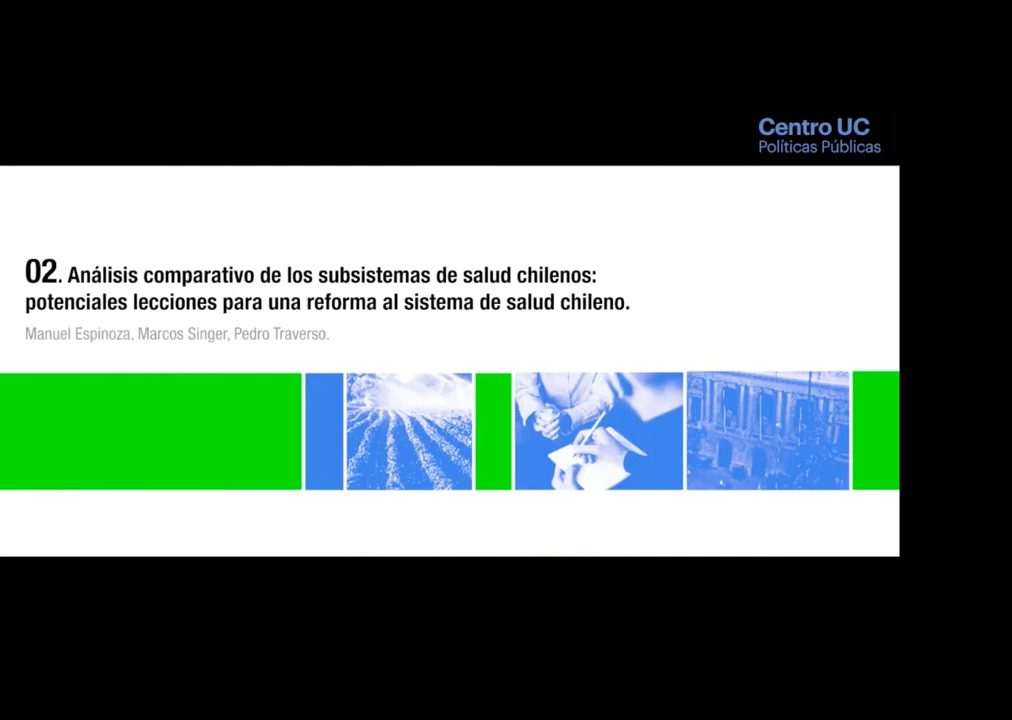 Centro UC
Políticas Públicas
02. Análisis comparativo de los subsistemas de salud chilenos:
potenciales lecciones para una reforma al sistema de salud chileno.
Manuel Espinoza, Marcos Singer, Pedro Traverso.